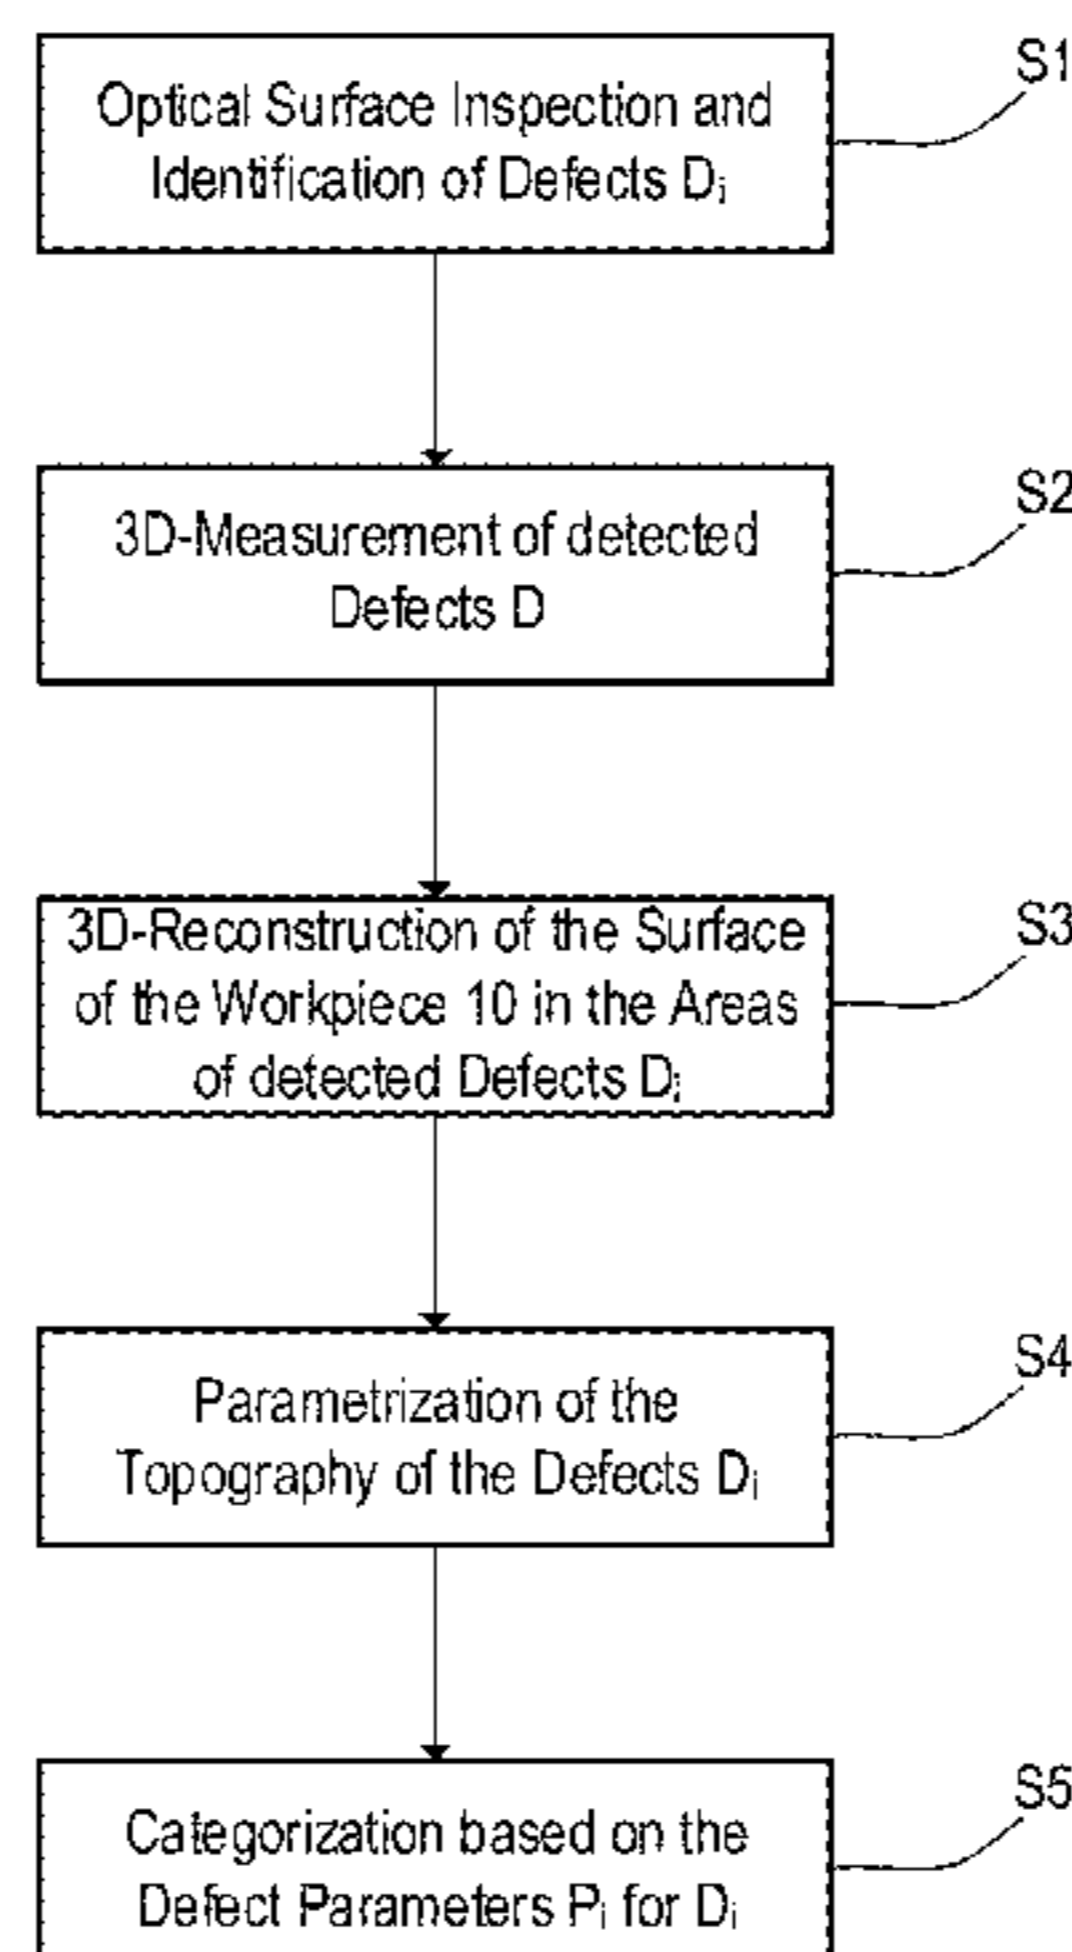 Optical Surface Inspection and
Identification of Defects Di
S1
3D-Measurement of detected
Defects D
S2
3D-Reconstruction of the Surface
of the Workpiece 10 in the Areas
of detected Defects Di
S3
Parametrization of the
Topography of the Defects Di
S4
Categorization based on the
Defect Parameters Pi for Di
S5